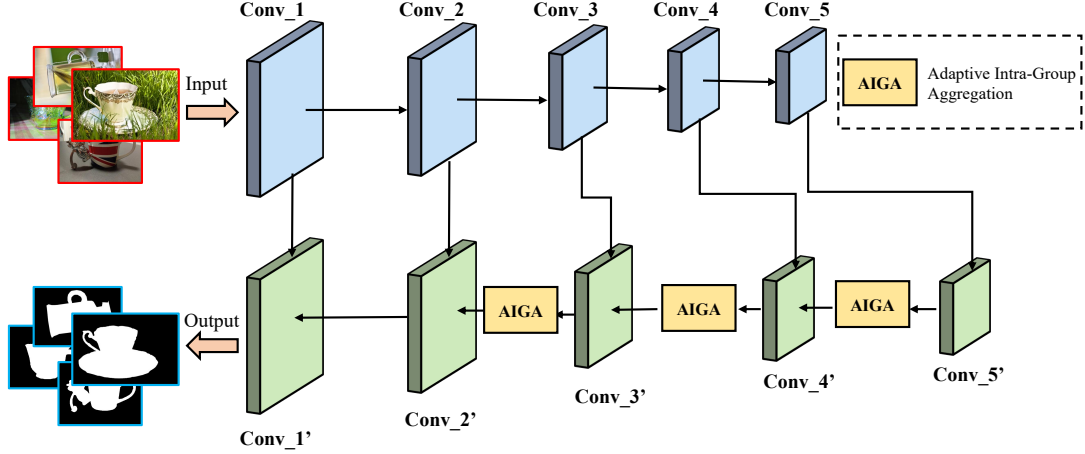 Conv_1
Conv_2
Conv_3
Conv_4
Conv_5
Input
AIGA
Adaptive Intra-Group
Aggregation
Output
AIGA
AIGA
AIGA
Conv_1’
Conv_2’
Conv_3’
Conv_4’
Conv_5’